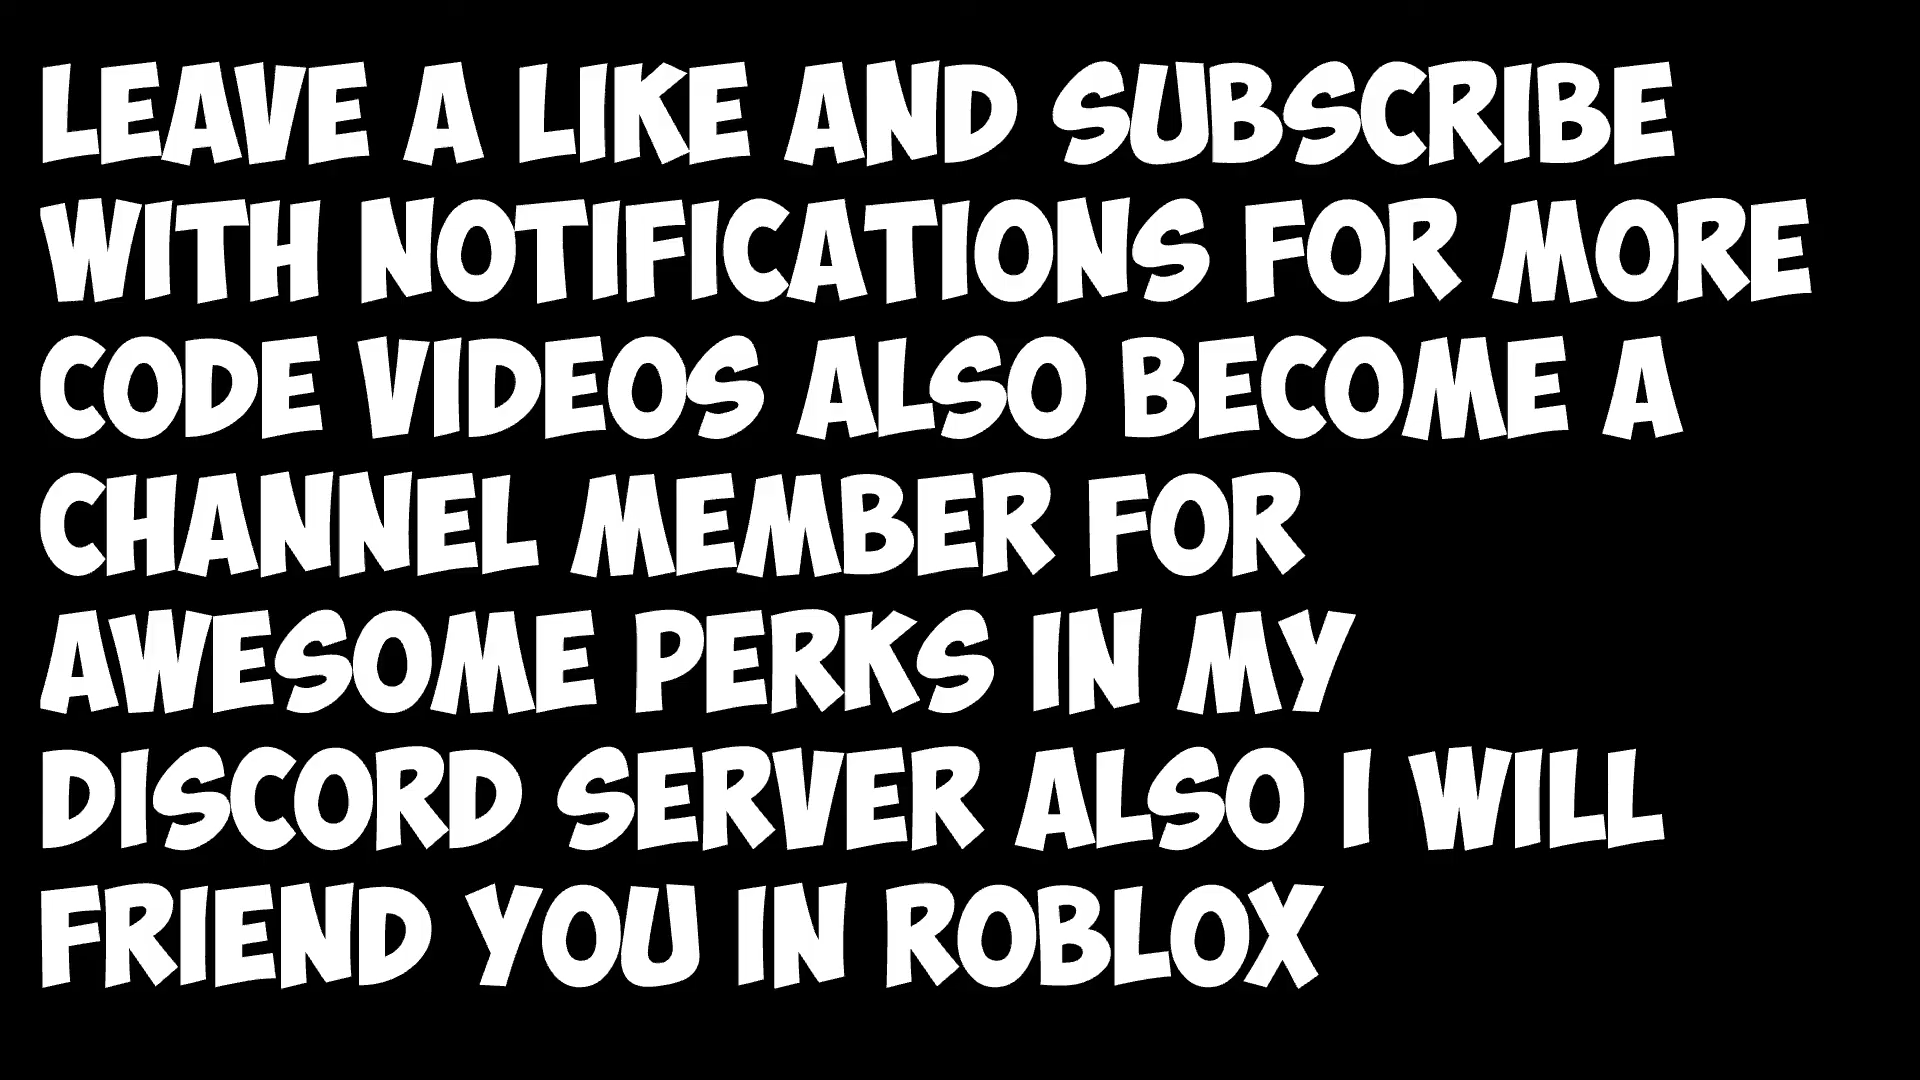 LEAVE A LIKE AND SUBSCRIBE
WITH NOTIFICATIONS FOR MORE
CODE VIDEOS ALSO BECOME A
CHANNEL MEMBER FOR
AWESOME PERKS IN MY
DISCORD SERVER ALSO I WILL
FRIEND YOU IN ROBLOX